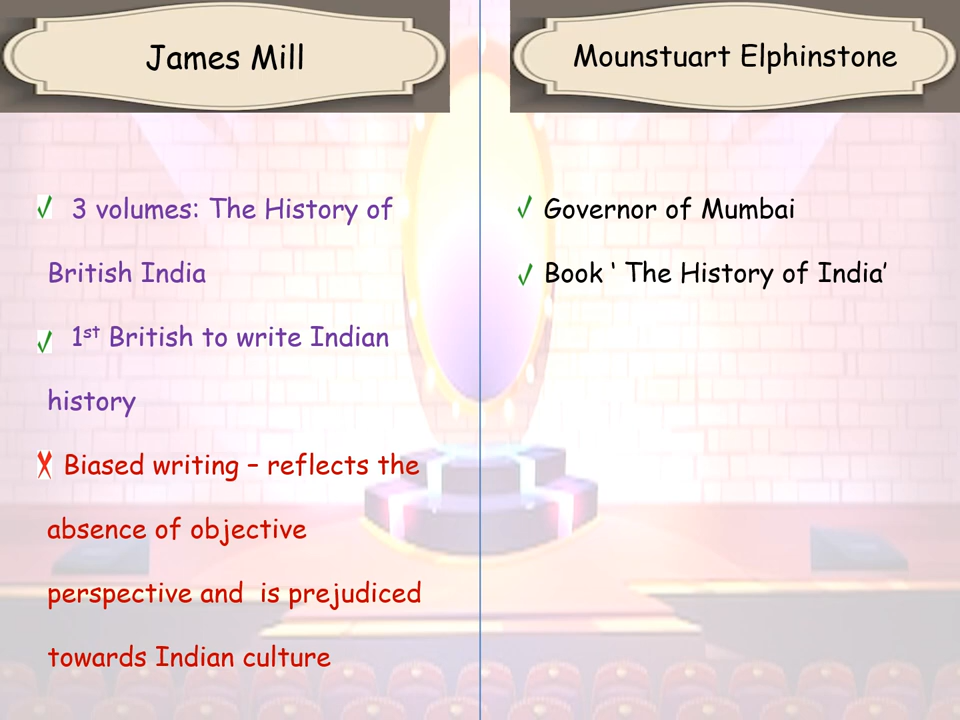 James Mill
3 volumes: The History of
British India
1st British to write Indian
history
Biased writing – reflects the
absence of objective
perspective and is prejudiced
towards Indian culture
Mounstuart Elphinstone
Governor of Mumbai
Book ‘ The History of India’